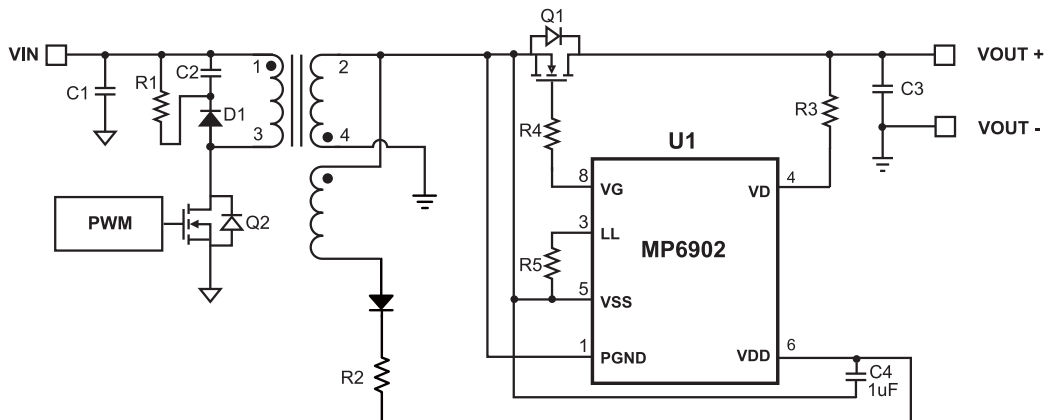 Q1
VIN
1
2
VOUT +
C2
R1
C1
D1
C3
R3
3
4
R4
VOUT -
U1
8
VG
VD
4
PWM
Q2
3
LL
MP6902
R5
5
VSS
1
PGND
VDD
6
R2
C4
1uF